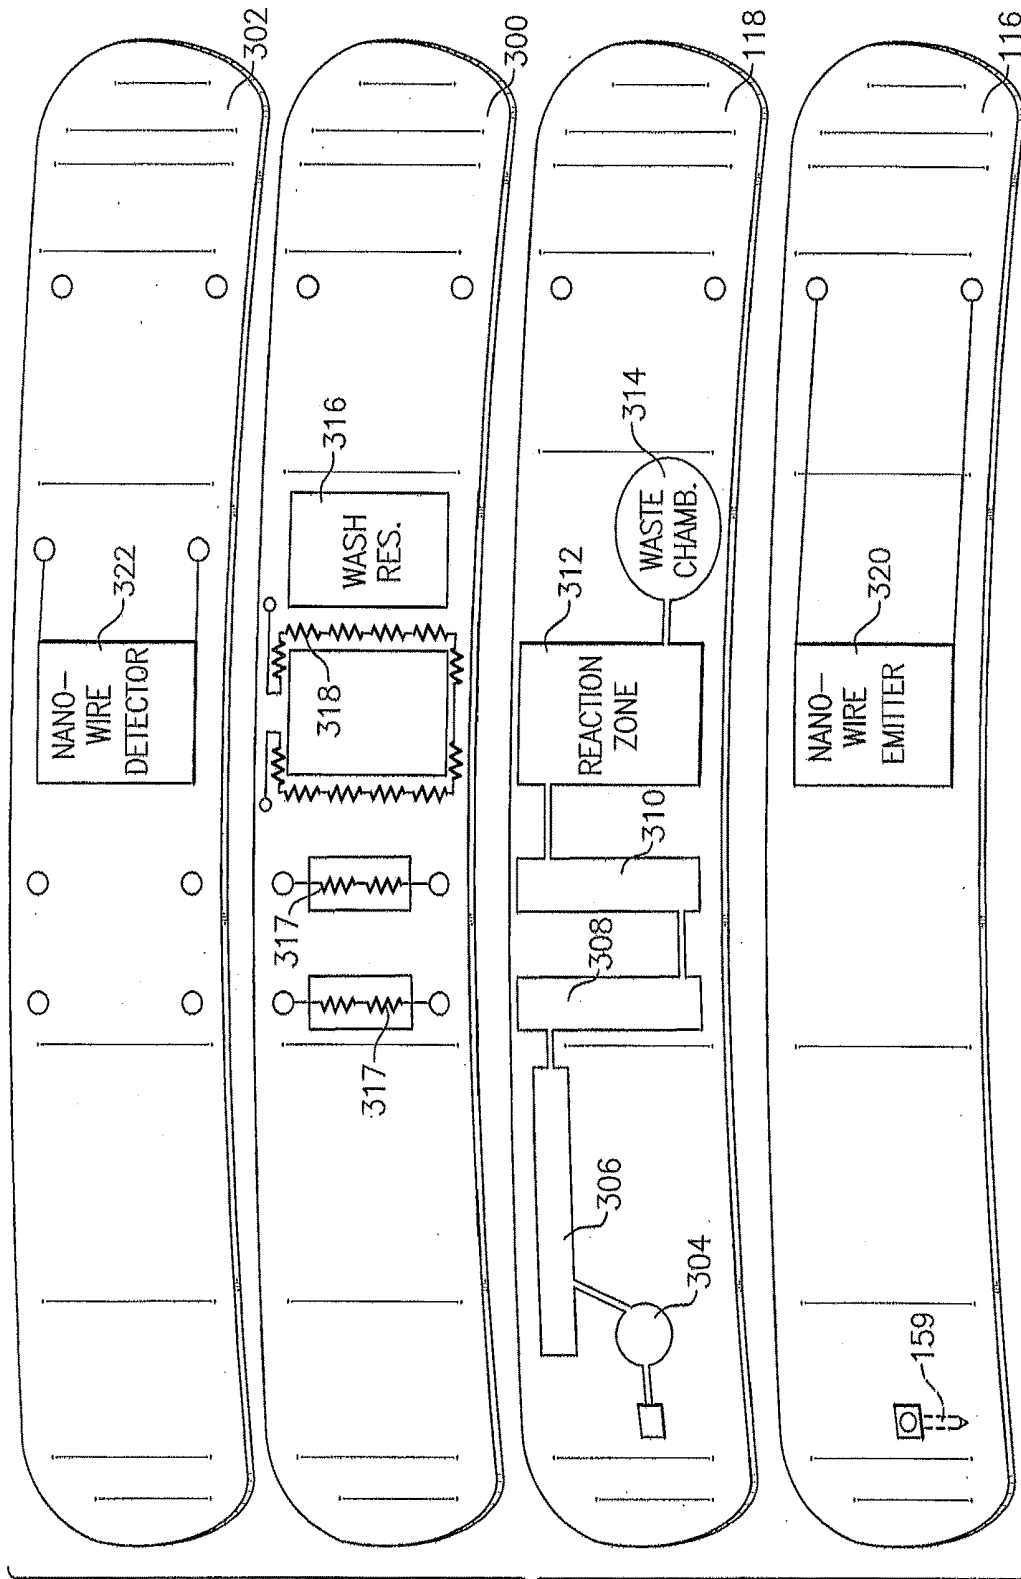 302
NANO-
WIRE
DETECTOR
322
300
WASH
RES.
316
318
317
317
118
WASTE
CHAMB.
314
REACTION
ZONE
312
310
308
306
304
116
NANO-
WIRE
EMITTER
320
159